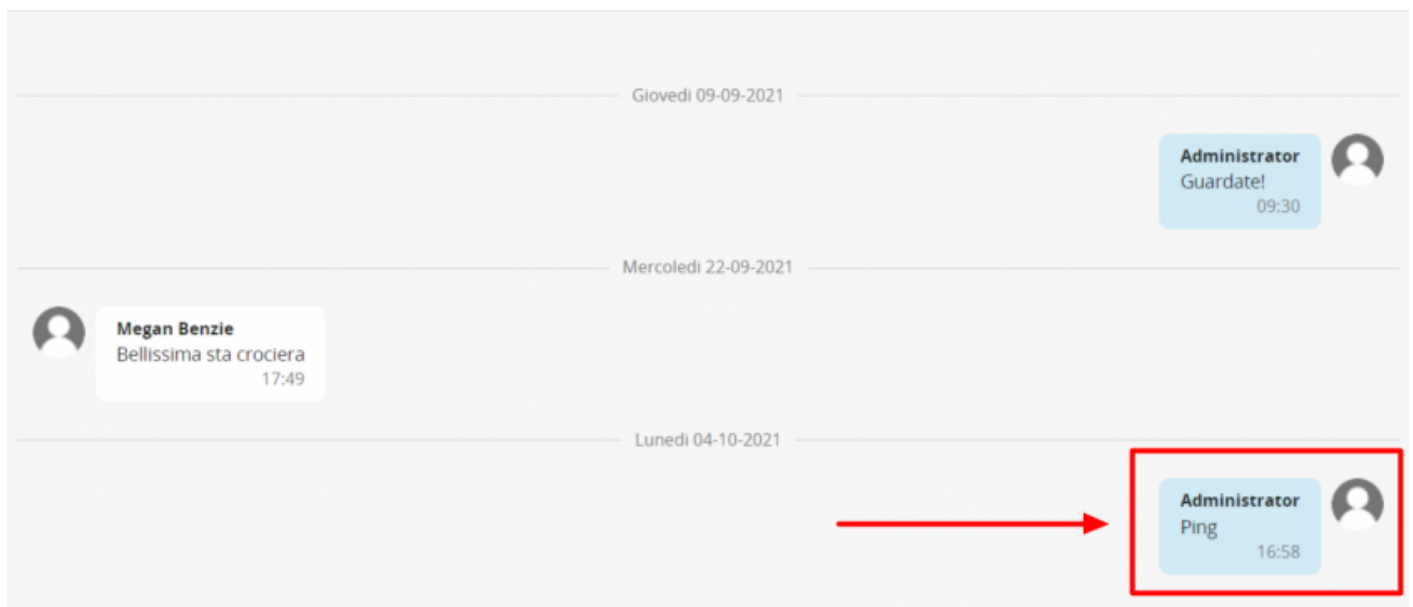 Giovedi 09-09-2021
Administrator
Guardate!
09:30
Mercoledi 22-09-2021
Megan Benzie
Bellissima sta crociera
17:49
Lunedi 04-10-2021
Administrator
Ping
16:58